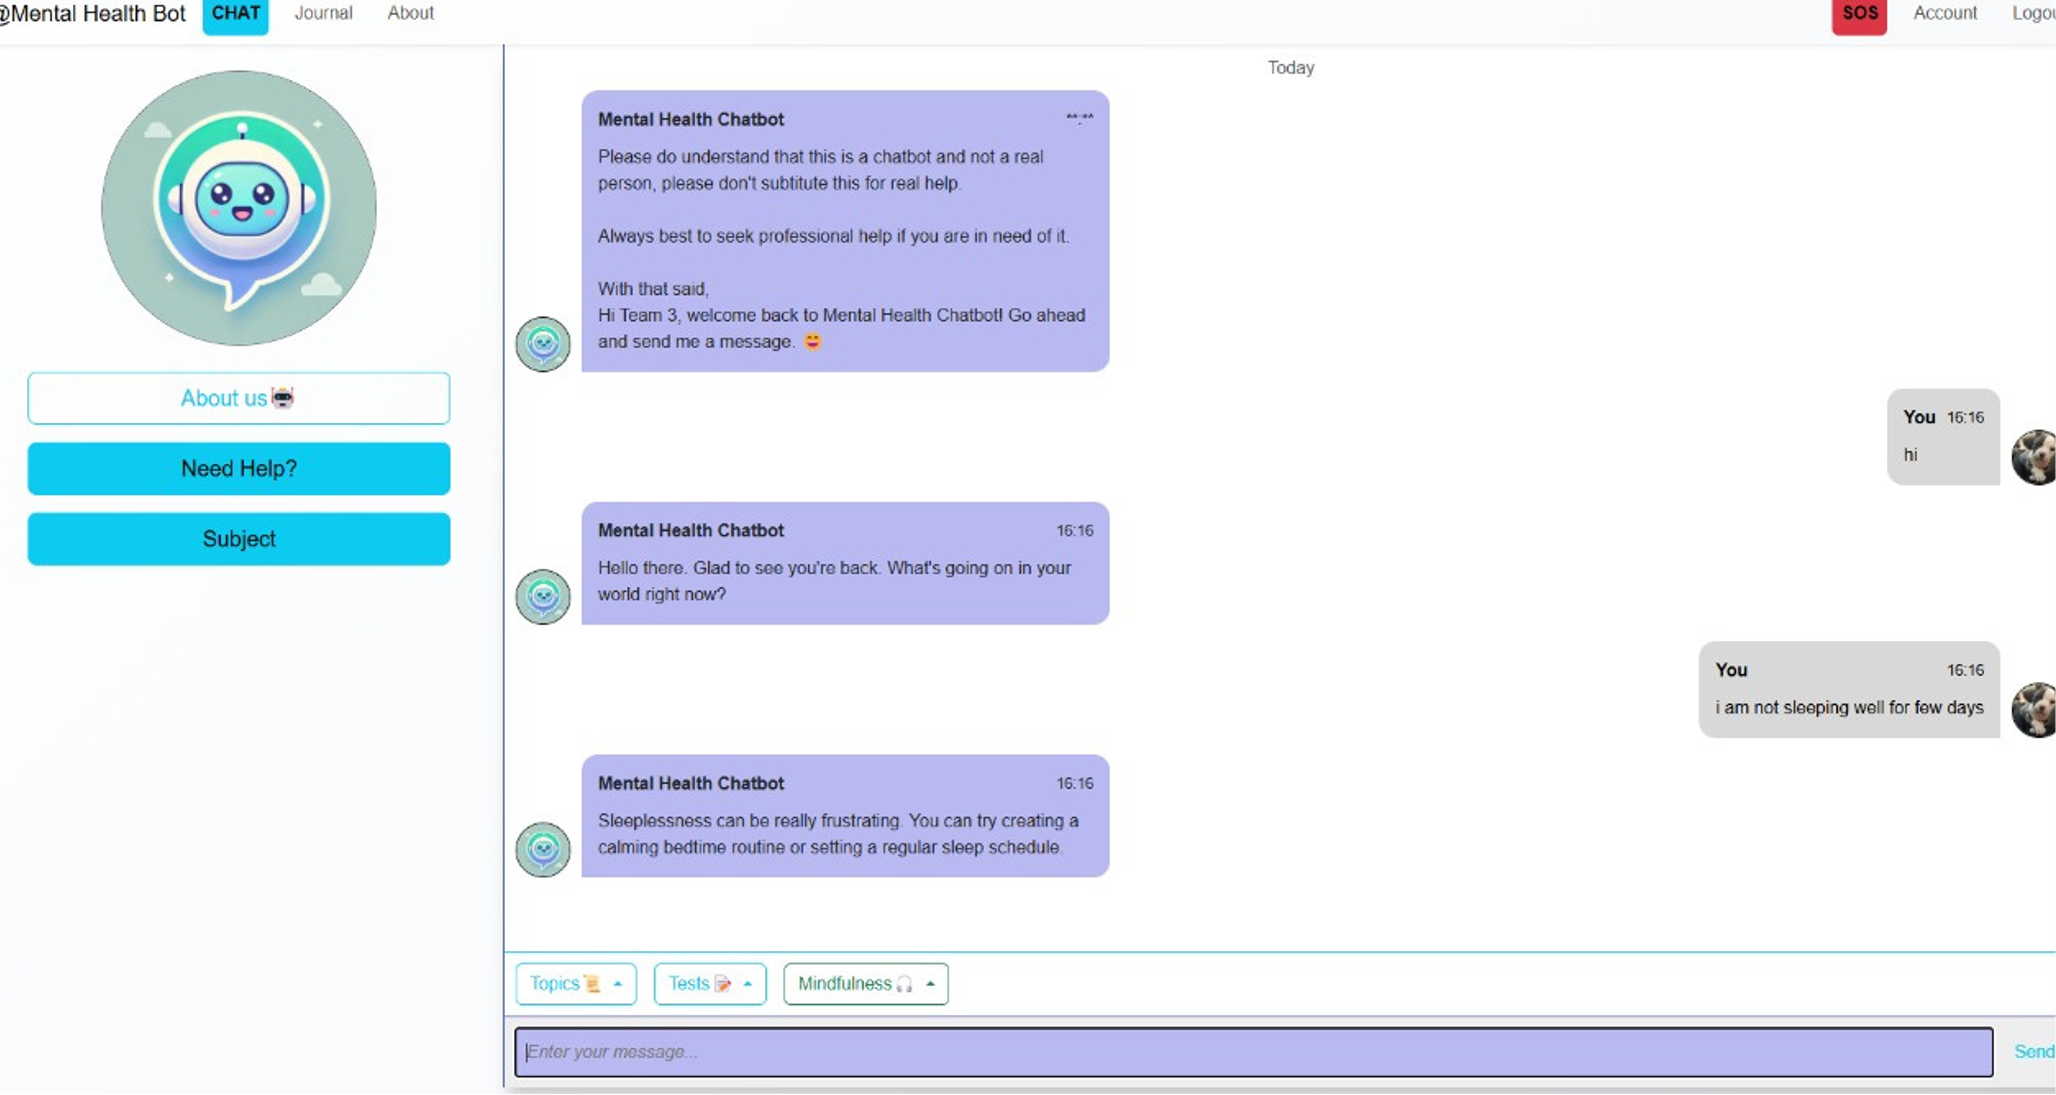 @Mental Health Bot CHAT Journal About SOS Account
Today
Mental Health Chatbot
Please do understand that this is a chatbot and not a real
person, please don't subtitute this for real help.
Always best to seek professional help if you are in need of it.
With that said,
Hi Team 3, welcome back to Mental Health Chatbot! Go ahead
and send me a message. 😄
About us🤖
Need Help?
Subject
You 16:16
hi
Mental Health Chatbot 16:16
Hello there. Glad to see you're back. What's going on in your
world right now?
You 16:16
i am not sleeping well for few days
Mental Health Chatbot 16:16
Sleeplessness can be really frustrating. You can try creating a
calming bedtime routine or setting a regular sleep schedule.
Topics📜 Tests📝 Mindfulness🎧
Enter your message...
Send